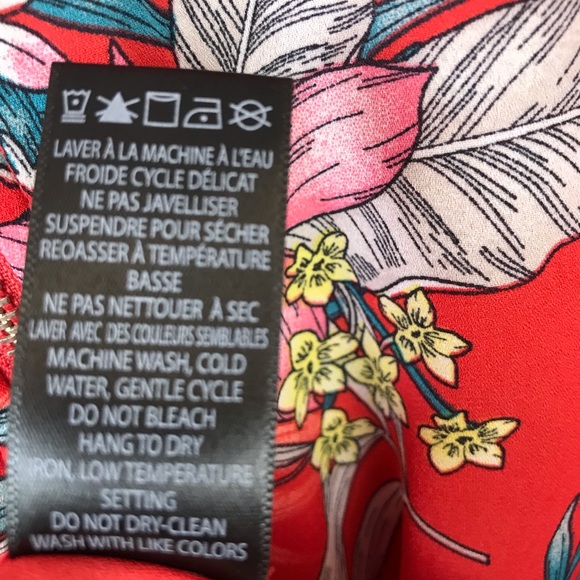 LAVER À LA MACHINE À L'EAU
FROIDE CYCLE DÉLICAT
NE PAS JAVELLISER
SUSPENDRE POUR SÉCHER
REOASSER À TEMPÉRATURE
BASSE
NE PAS NETTOUER À SEC
LAVER AVEC DES COULEURS SEMBLABLES
MACHINE WASH, COLD
WATER, GENTLE CYCLE
DO NOT BLEACH
HANG TO DRY
IRON, LOW TEMPERATURE
SETTING
DO NOT DRY-CLEAN
WASH WITH LIKE COLORS